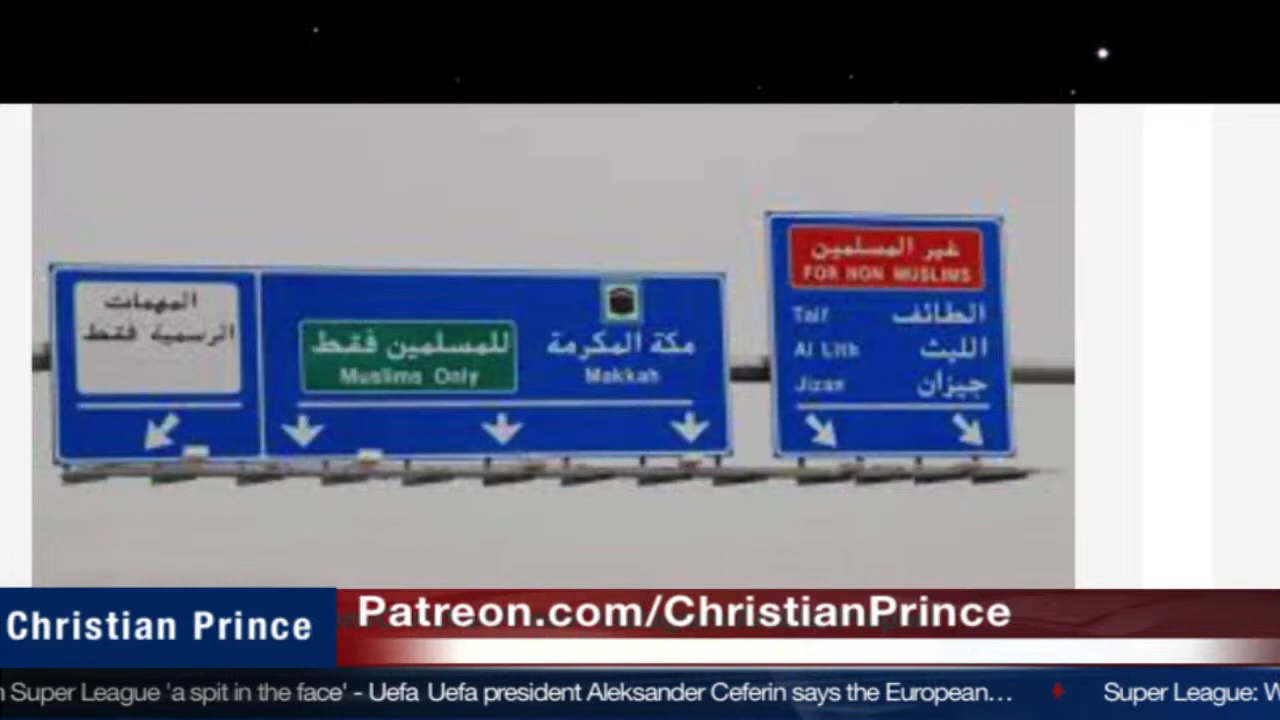 المهمات
الرسمية فقط
للمسلمين فقط
Muslims Only
مكة المكرمة
Makkah
غير المسلمين
FOR NON MUSLIMS
Taif الطائف
Al Lith الليث
Jizan جيزان
Christian Prince
Patreon.com/ChristianPrince
Super League 'a spit in the face' - Uefa Uefa president Aleksander Ceferin says the European… Super League: